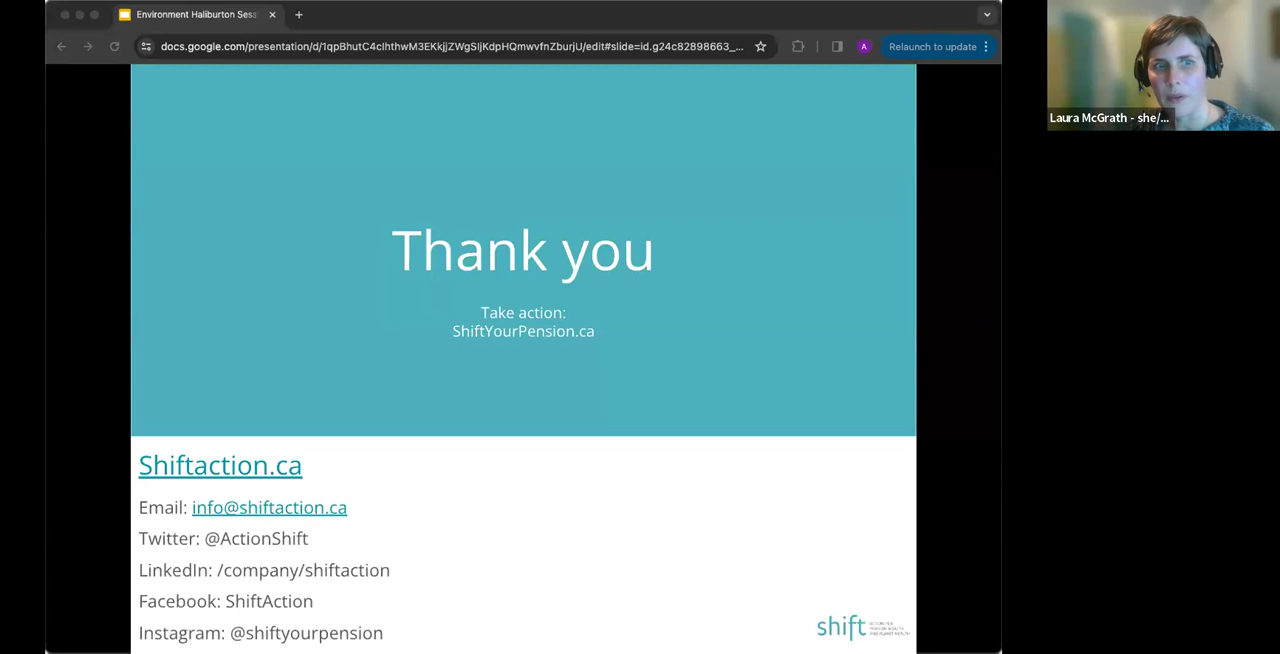 Environment Haliburton Sess
docs.google.com/presentation/d/1qpBhutC4cIhthwM3EKkjjZWgSIjKdpHQmwvfnZburjU/edit#slide=id.g24c82898663_...
A
Relaunch to update
Laura McGrath - she/...
Thank you
Take action:
ShiftYourPension.ca
Shiftaction.ca
Email: info@shiftaction.ca
Twitter: @ActionShift
LinkedIn: /company/shiftaction
Facebook: ShiftAction
Instagram: @shiftyourpension
shift